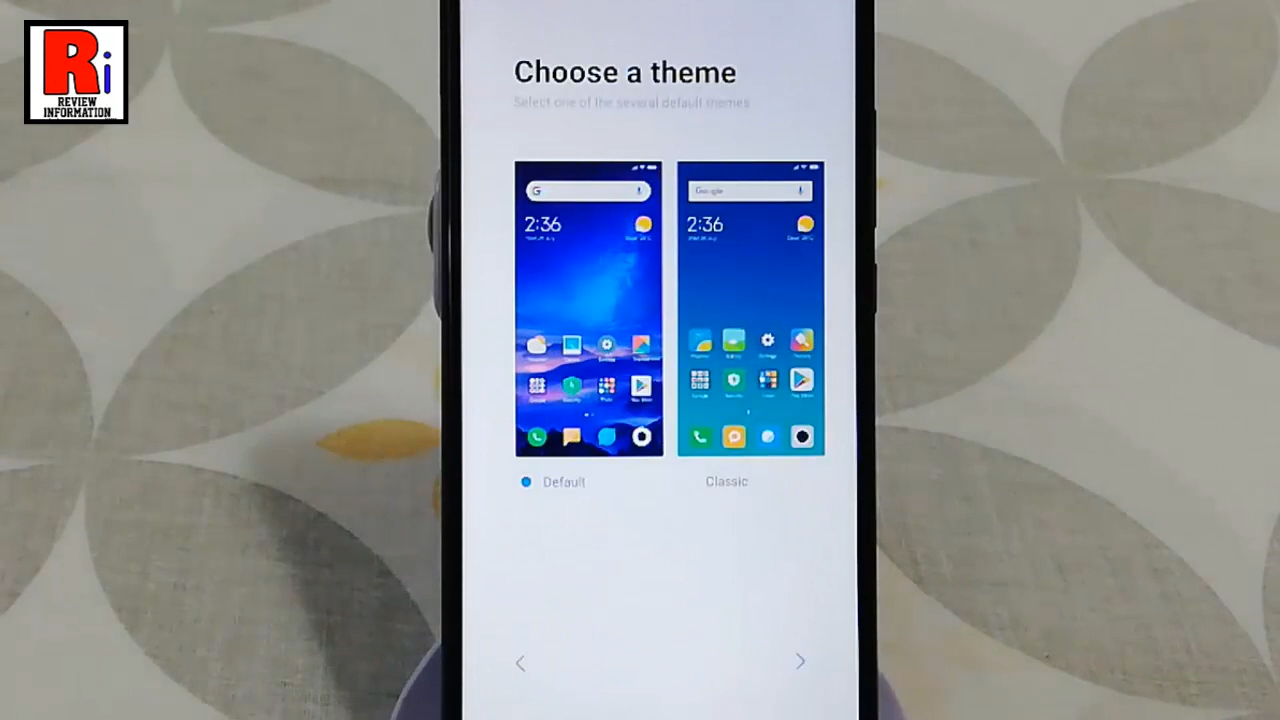 Ri
REVIEW
INFORMATION
Choose a theme
Select one of the several default themes
G
2:36
Google
2:36
Default
Classic